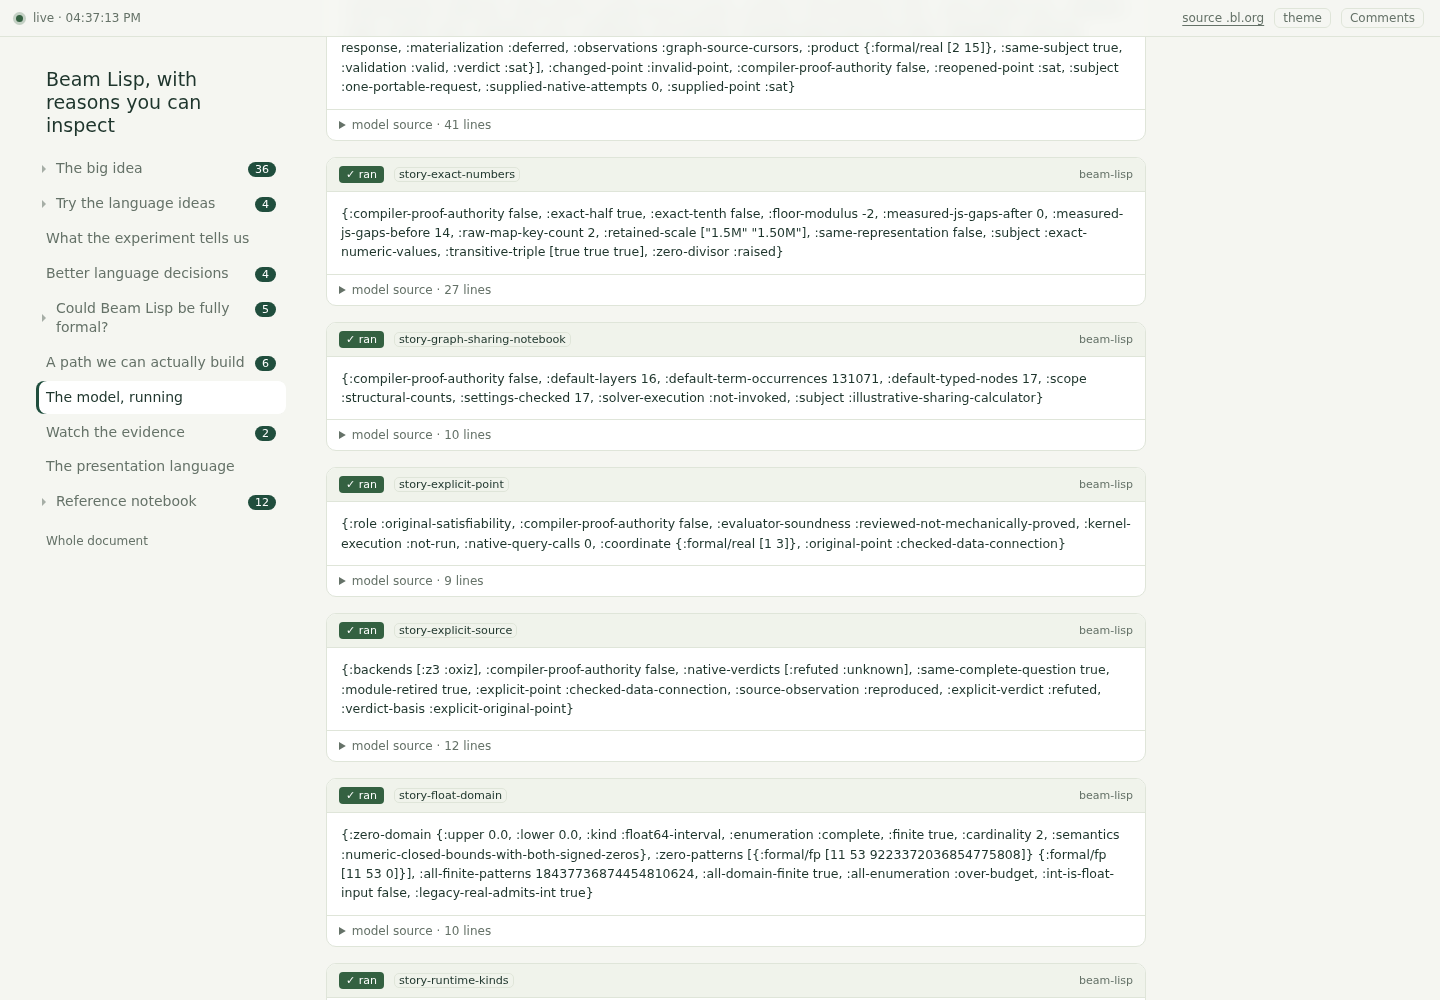 live · 04:37:13 PM
source .bl.org
theme
Comments
Beam Lisp, with
reasons you can
inspect
The big idea 36
Try the language ideas 4
What the experiment tells us
Better language decisions 4
Could Beam Lisp be fully 5
formal?
A path we can actually build 6
The model, running
Watch the evidence 2
The presentation language
Reference notebook 12
Whole document
response, :materialization :deferred, :observations :graph-source-cursors, :product {:formal/real [2 15]}, :same-subject true,
:validation :valid, :verdict :sat}], :changed-point :invalid-point, :compiler-proof-authority false, :reopened-point :sat, :subject
:one-portable-request, :supplied-native-attempts 0, :supplied-point :sat}
model source · 41 lines
✓ ran story-exact-numbers beam-lisp
{:compiler-proof-authority false, :exact-half true, :exact-tenth false, :floor-modulus -2, :measured-js-gaps-after 0, :measured-
js-gaps-before 14, :raw-map-key-count 2, :retained-scale ["1.5M" "1.50M"], :same-representation false, :subject :exact-
numeric-values, :transitive-triple [true true true], :zero-divisor :raised}
model source · 27 lines
✓ ran story-graph-sharing-notebook beam-lisp
{:compiler-proof-authority false, :default-layers 16, :default-term-occurrences 131071, :default-typed-nodes 17, :scope
:structural-counts, :settings-checked 17, :solver-execution :not-invoked, :subject :illustrative-sharing-calculator}
model source · 10 lines
✓ ran story-explicit-point beam-lisp
{:role :original-satisfiability, :compiler-proof-authority false, :evaluator-soundness :reviewed-not-mechanically-proved, :kernel-
execution :not-run, :native-query-calls 0, :coordinate {:formal/real [1 3]}, :original-point :checked-data-connection}
model source · 9 lines
✓ ran story-explicit-source beam-lisp
{:backends [:z3 :oxiz], :compiler-proof-authority false, :native-verdicts [:refuted :unknown], :same-complete-question true,
:module-retired true, :explicit-point :checked-data-connection, :source-observation :reproduced, :explicit-verdict :refuted,
:verdict-basis :explicit-original-point}
model source · 12 lines
✓ ran story-float-domain beam-lisp
{:zero-domain {:upper 0.0, :lower 0.0, :kind :float64-interval, :enumeration :complete, :finite true, :cardinality 2, :semantics
:numeric-closed-bounds-with-both-signed-zeros}, :zero-patterns [{:formal/fp [11 53 9223372036854775808]} {:formal/fp
[11 53 0]}], :all-finite-patterns 18437736874454810624, :all-domain-finite true, :all-enumeration :over-budget, :int-is-float-
input false, :legacy-real-admits-int true}
model source · 10 lines
✓ ran story-runtime-kinds beam-lisp